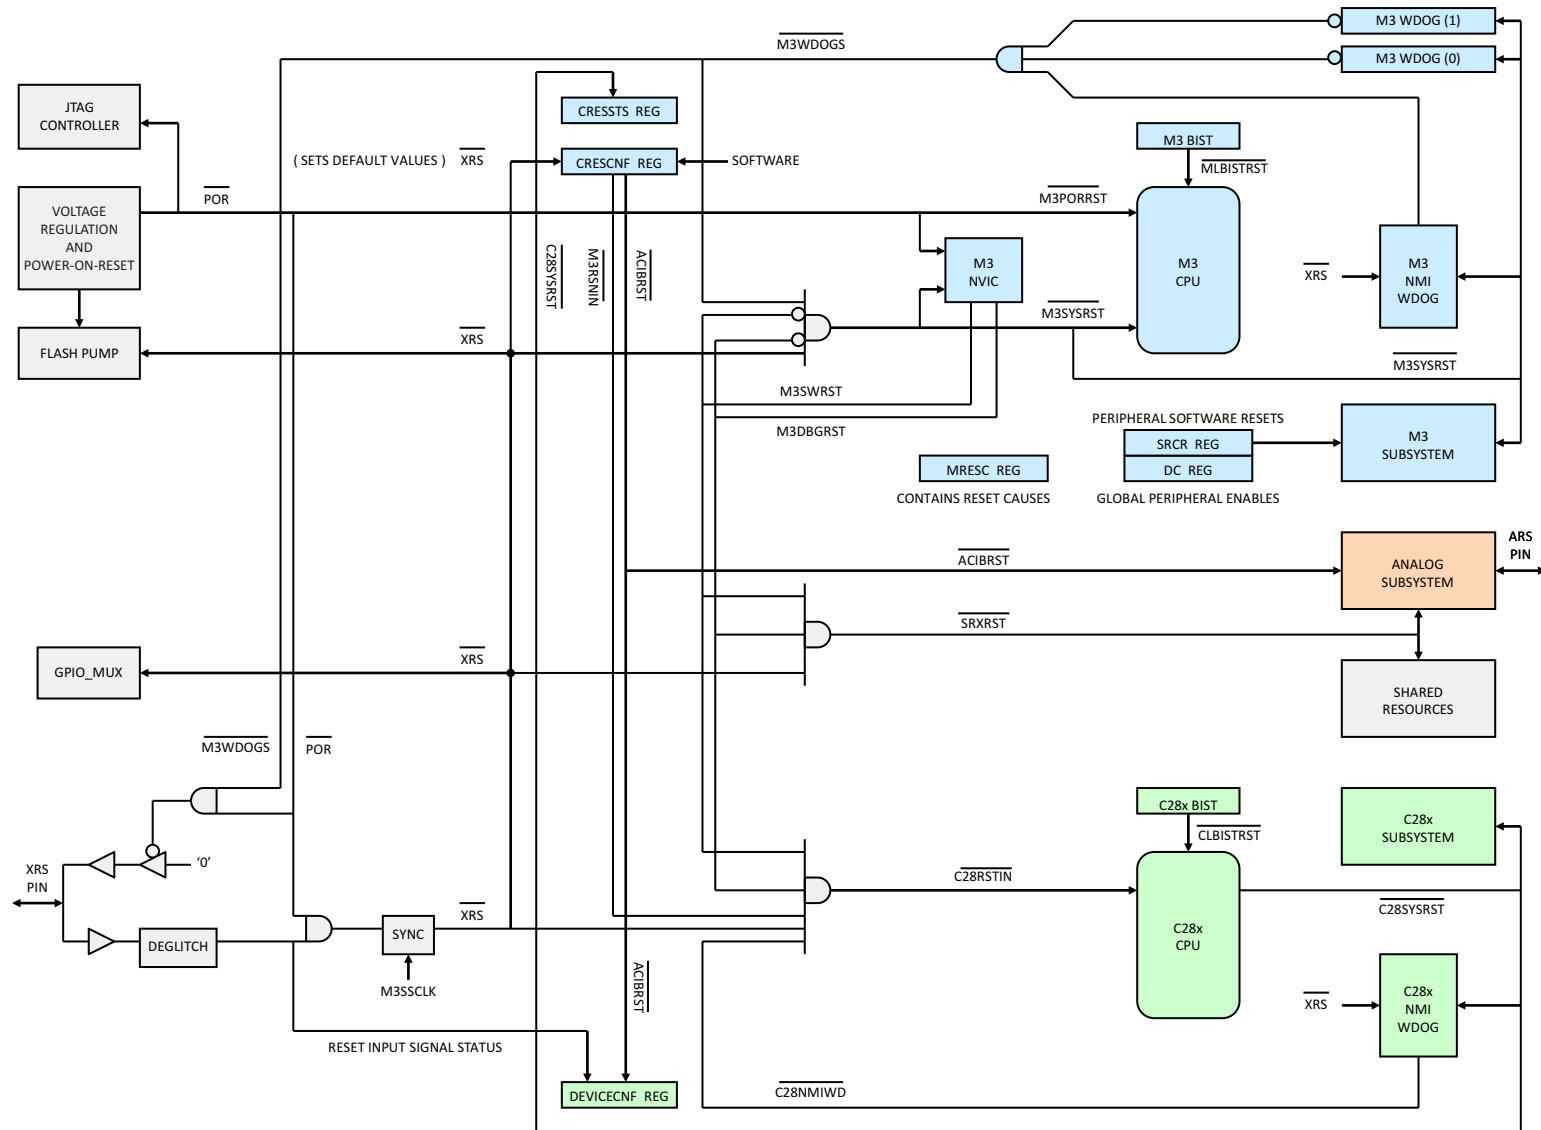 M3 WDOG (1)
M3WDOGS
M3 WDOG (0)
JTAG
CONTROLLER
CRESSTS REG
M3 BIST
( SETS DEFAULT VALUES )
XRS
CRESCNF REG
SOFTWARE
MLBISTRST
POR
M3PORRST
VOLTAGE
REGULATION
AND
POWER-ON-RESET
C28SYSRST
M3RSNIN
ACIBRST
M3
NVIC
M3
CPU
XRS
M3
NMI
WDOG
M3SYSRST
FLASH PUMP
XRS
M3SYSRST
M3SWRST
M3DBGRST
PERIPHERAL SOFTWARE RESETS
SRCR REG
DC REG
GLOBAL PERIPHERAL ENABLES
M3
SUBSYSTEM
MRESC REG
CONTAINS RESET CAUSES
ACIBRST
ANALOG
SUBSYSTEM
ARS
PIN
SRXRST
GPIO_MUX
XRS
SHARED
RESOURCES
M3WDOGS
POR
C28x BIST
CLBISTRST
C28x
SUBSYSTEM
'0'
XRS
PIN
C28RSTIN
C28SYSRST
XRS
DEGLITCH
SYNC
M3SSCLK
C28x
CPU
ACIBRST
XRS
C28x
NMI
WDOG
RESET INPUT SIGNAL STATUS
DEVICECNF REG
C28NMIWD